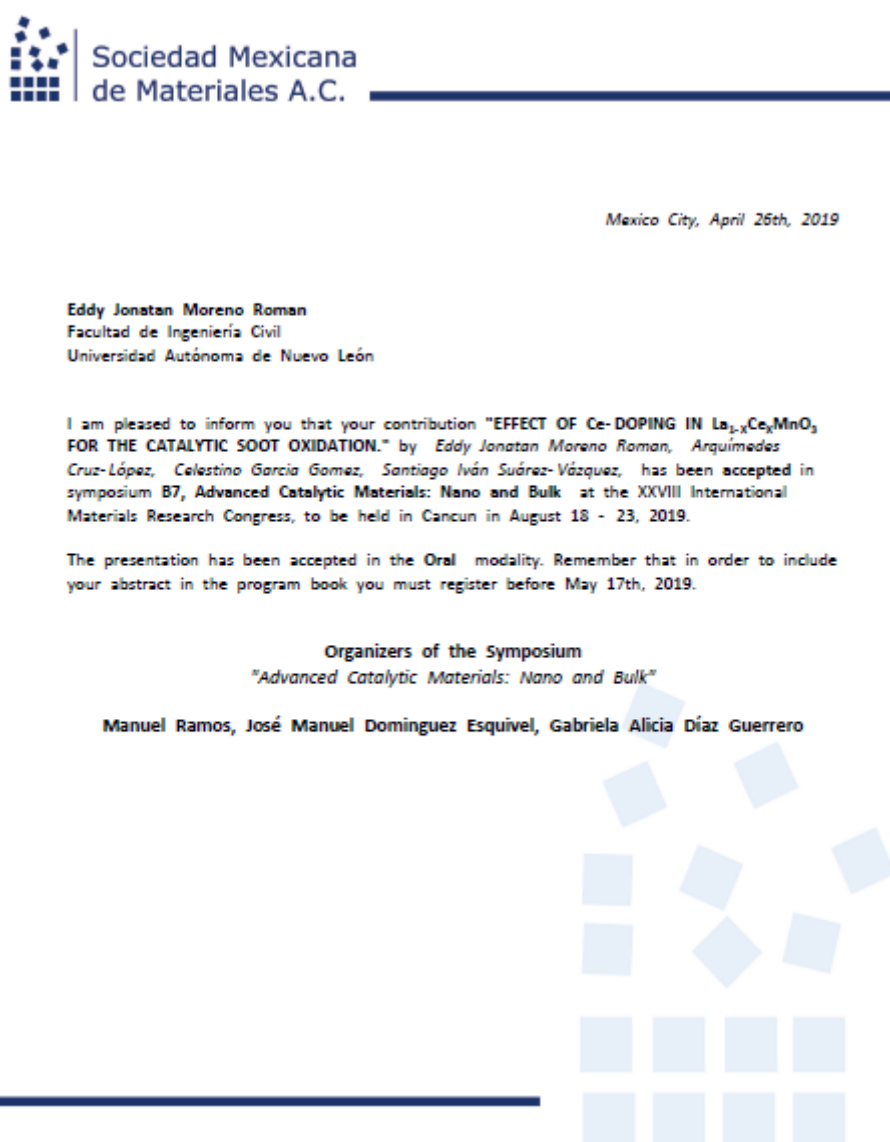 Sociedad Mexicana
de Materiales A.C.
Mexico City, April 26th, 2019
Eddy Jonatan Moreno Roman
Facultad de Ingeniería Civil
Universidad Autónoma de Nuevo León
I am pleased to inform you that your contribution "EFFECT OF Ce-DOPING IN La₁₋ₓCeₓMnO₃
FOR THE CATALYTIC SOOT OXIDATION." by Eddy Jonatan Moreno Roman, Arquímedes
Cruz-López, Celestino Garcia Gomez, Santiago Iván Suárez-Vázquez, has been accepted in
symposium B7, Advanced Catalytic Materials: Nano and Bulk at the XXVIII International
Materials Research Congress, to be held in Cancun in August 18 - 23, 2019.
The presentation has been accepted in the Oral modality. Remember that in order to include
your abstract in the program book you must register before May 17th, 2019.
Organizers of the Symposium
"Advanced Catalytic Materials: Nano and Bulk"
Manuel Ramos, José Manuel Dominguez Esquivel, Gabriela Alicia Díaz Guerrero